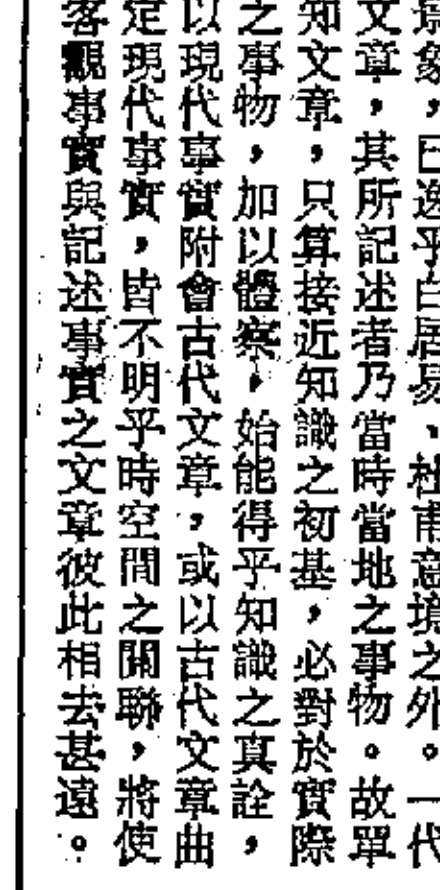 景象，已逸乎白居易、杜甫意境之外。一代
文章，其所記述者乃當時當地之事物。故單
知文章，只算接近知識之初基，必對於實際
之事物，加以體察，始能得乎知識之真詮，
以現代事實附會古代文章，或以古代文章曲
定現代事實，皆不明乎時空間之關聯，將使
客觀事實與記述事實之文章彼此相去甚遠。